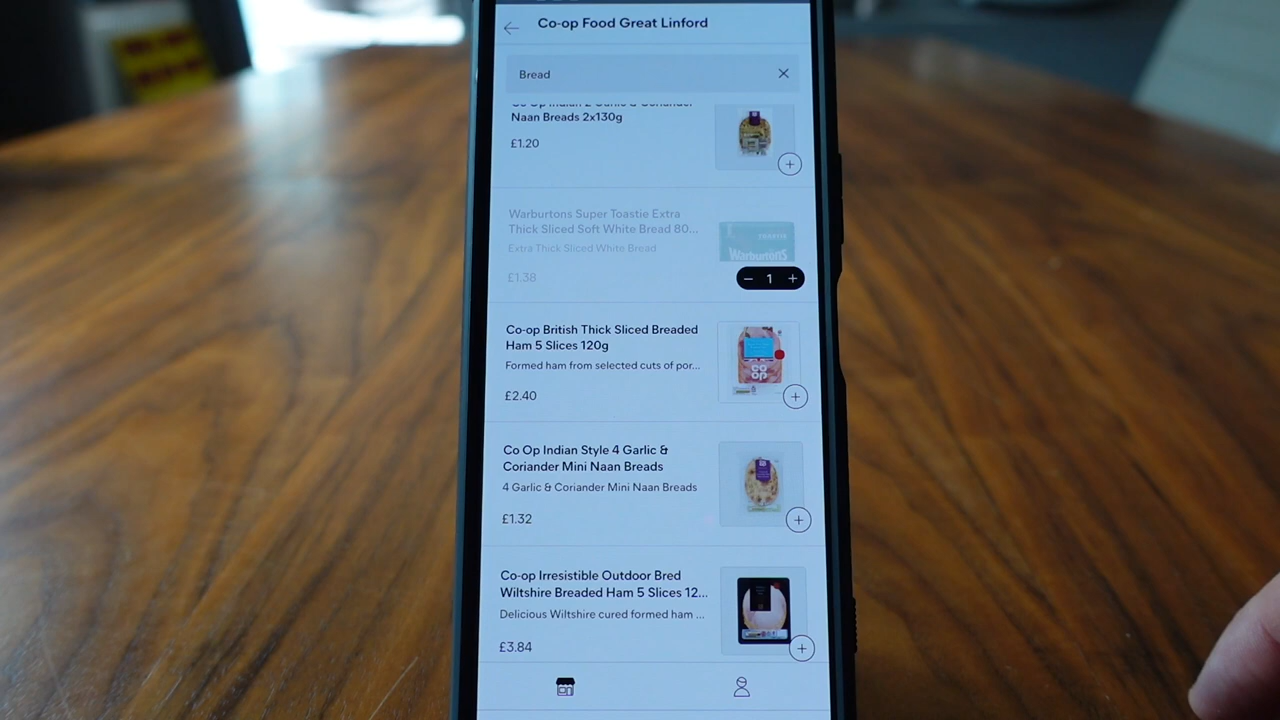 Co-op Food Great Linford
Bread
Co Op Indian 2 Garlic & Coriander
Naan Breads 2x130g
£1.20
Warburtons Super Toastie Extra
Thick Sliced Soft White Bread 80...
Extra Thick Sliced White Bread
£1.38
TOASTIE
Warburtons
1
Co-op British Thick Sliced Breaded
Ham 5 Slices 120g
Formed ham from selected cuts of por...
£2.40
CO
OP
Co Op Indian Style 4 Garlic &
Coriander Mini Naan Breads
4 Garlic & Coriander Mini Naan Breads
£1.32
Co-op Irresistible Outdoor Bred
Wiltshire Breaded Ham 5 Slices 12...
Delicious Wiltshire cured formed ham ...
£3.84